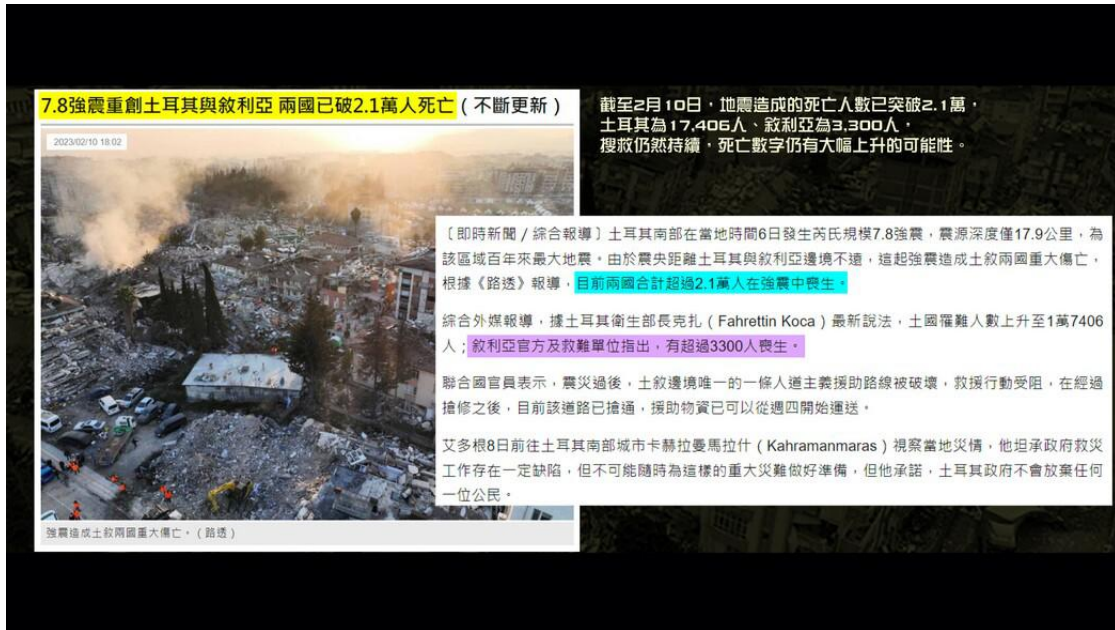 7.8強震重創土耳其與敘利亞 兩國已破2.1萬人死亡(不斷更新)
2023/02/10 18:02
強震造成土敘兩國重大傷亡。(路透)
截至2月10日,地震造成的死亡人數已突破2.1萬,
土耳其為17,406人、敘利亞為3,300人,
搜救仍然持續,死亡數字仍有大幅上升的可能性。
〔即時新聞/綜合報導〕土耳其南部在當地時間6日發生芮氏規模7.8強震,震源深度僅17.9公里,為
該區域百年來最大地震。由於震央距離土耳其與敘利亞邊境不遠,這起強震造成土敘兩國重大傷亡,
根據《路透》報導,目前兩國合計超過2.1萬人在強震中喪生。
綜合外媒報導,據土耳其衛生部長克扎(Fahrettin Koca)最新說法,土國罹難人數上升至1萬7406
人;敘利亞官方及救難單位指出,有超過3300人喪生。
聯合國官員表示,震災過後,土敘邊境唯一的一條人道主義援助路線被破壞,救援行動受阻,在經過
搶修之後,目前該道路已搶通,援助物資已可以從週四開始運送。
艾多根8日前往土耳其南部城市卡赫拉曼馬拉什(Kahramanmaras)視察當地災情,他坦承政府救災
工作存在一定缺陷,但不可能隨時為這樣的重大災難做好準備,但他承諾,土耳其政府不會放棄任何
一位公民。